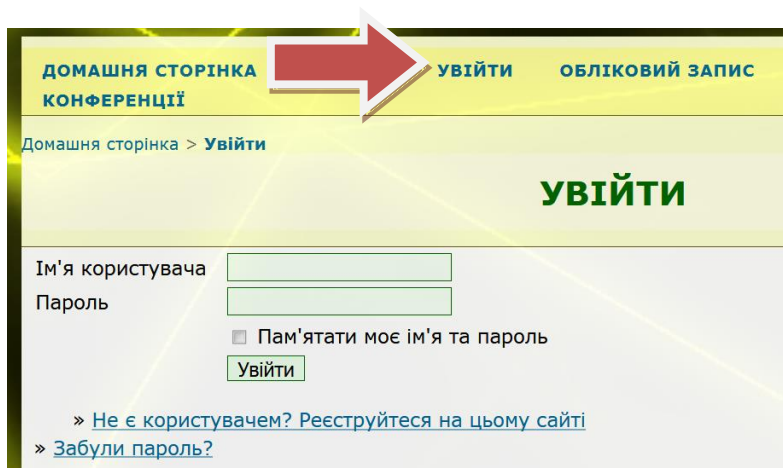 ДОМАШНЯ СТОРІНКА УВІЙТИ ОБЛІКОВИЙ ЗАПИС
КОНФЕРЕНЦІЇ
Домашня сторінка > Увійти
УВІЙТИ
Ім'я користувача
Пароль
Пам'ятати моє ім'я та пароль
Увійти
» Не є користувачем? Реєструйтеся на цьому сайті
» Забули пароль?